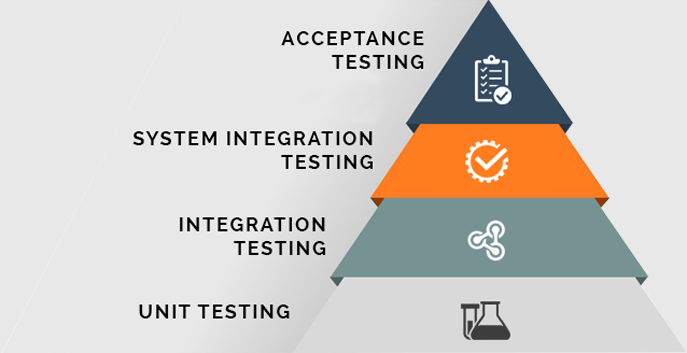 ACCEPTANCE
TESTING
SYSTEM INTEGRATION
TESTING
INTEGRATION
TESTING
UNIT TESTING